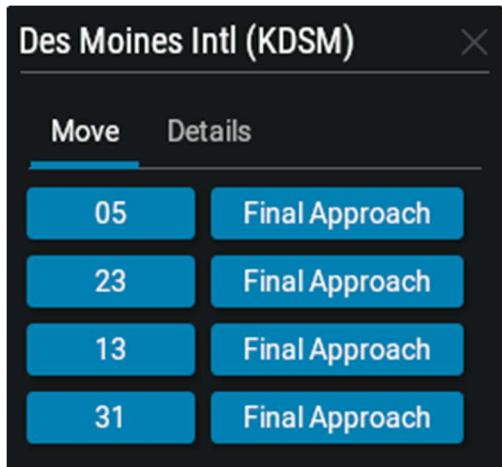 Des Moines Intl (KDSM)
Move Details
05 Final Approach
23 Final Approach
13 Final Approach
31 Final Approach